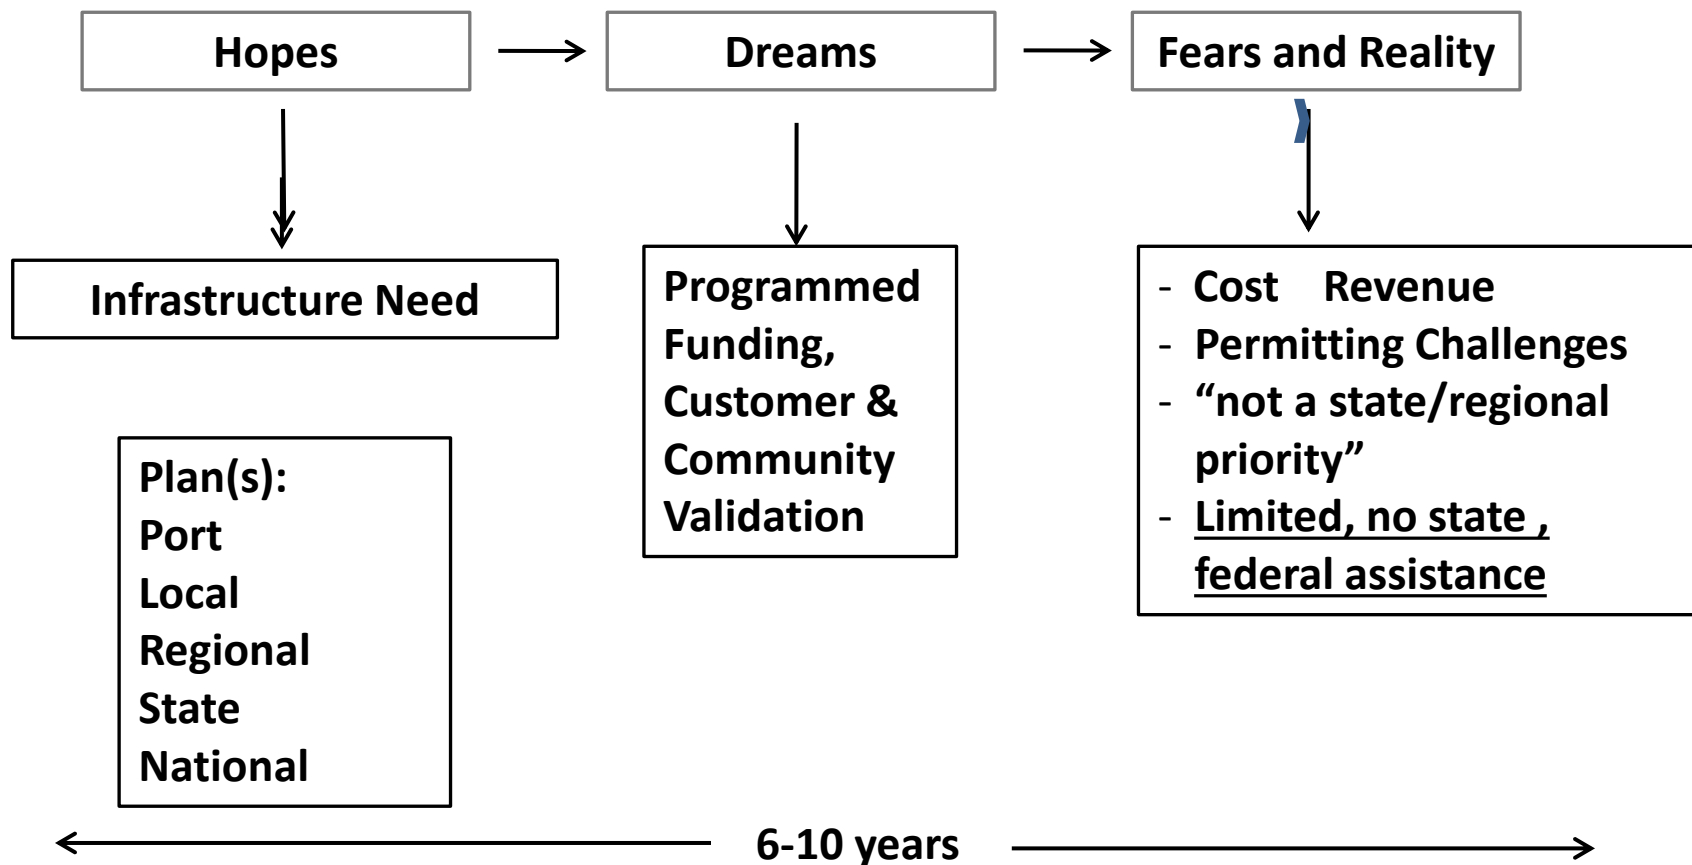 Hopes
Dreams
Fears and Reality
Infrastructure Need
Plan(s):
Port
Local
Regional
State
National
Programmed
Funding,
Customer &
Community
Validation
- Cost Revenue
- Permitting Challenges
- “not a state/regional
priority”
- Limited, no state ,
federal assistance
6-10 years